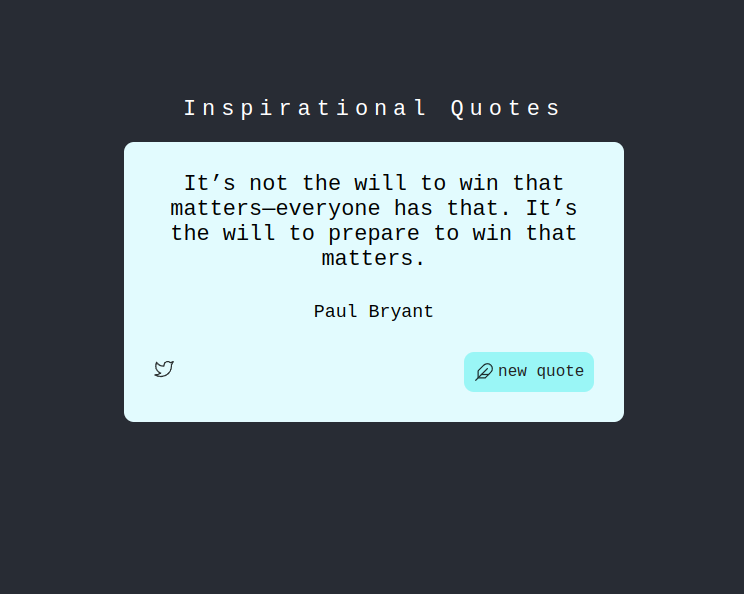 Inspirational Quotes
It’s not the will to win that
matters—everyone has that. It’s
the will to prepare to win that
matters.
Paul Bryant
new quote